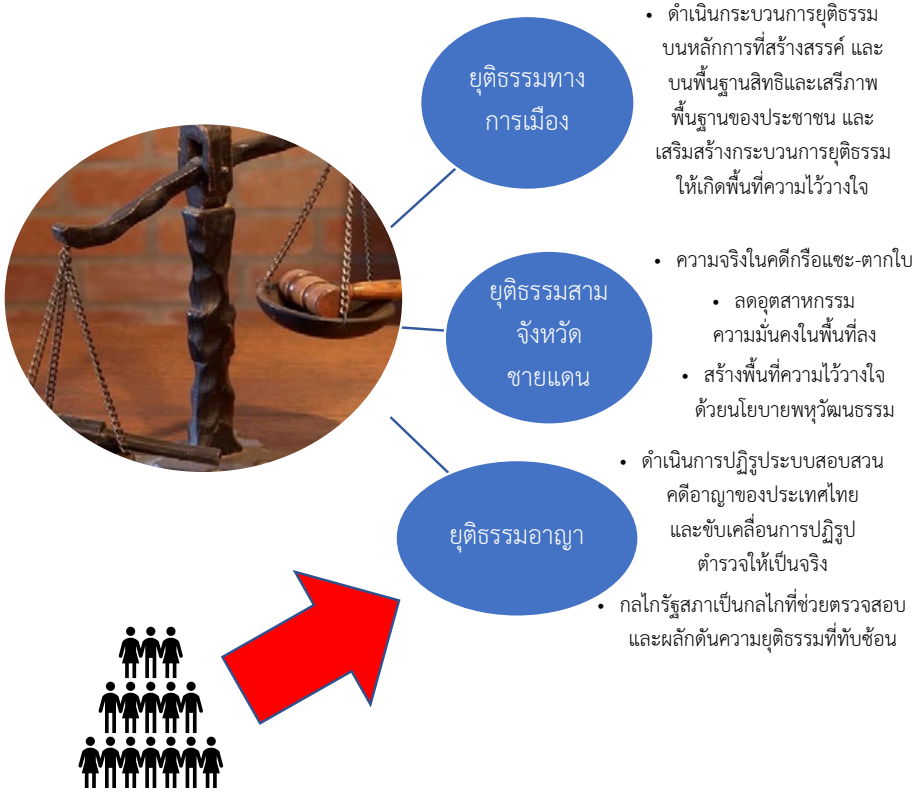 ยุติธรรมทาง
การเมือง
• ดำเนินกระบวนการยุติธรรม
บนหลักการที่สร้างสรรค์ และ
บนพื้นฐานสิทธิและเสรีภาพ
พื้นฐานของประชาชน และ
เสริมสร้างกระบวนการยุติธรรม
ให้เกิดพื้นที่ความไว้วางใจ
ยุติธรรมสาม
จังหวัด
ชายแดน
• ความจริงในคดีกรือแซะ-ตากใบ
• ลดอุตสาหกรรม
ความมั่นคงในพื้นที่ลง
• สร้างพื้นที่ความไว้วางใจ
ด้วยนโยบายพหุวัฒนธรรม
ยุติธรรมอาญา
• ดำเนินการปฏิรูประบบสอบสวน
คดีอาญาของประเทศไทย
และขับเคลื่อนการปฏิรูป
ตำรวจให้เป็นจริง
• กลไกรัฐสภาเป็นกลไกที่ช่วยตรวจสอบ
และผลักดันความยุติธรรมที่ทับซ้อน